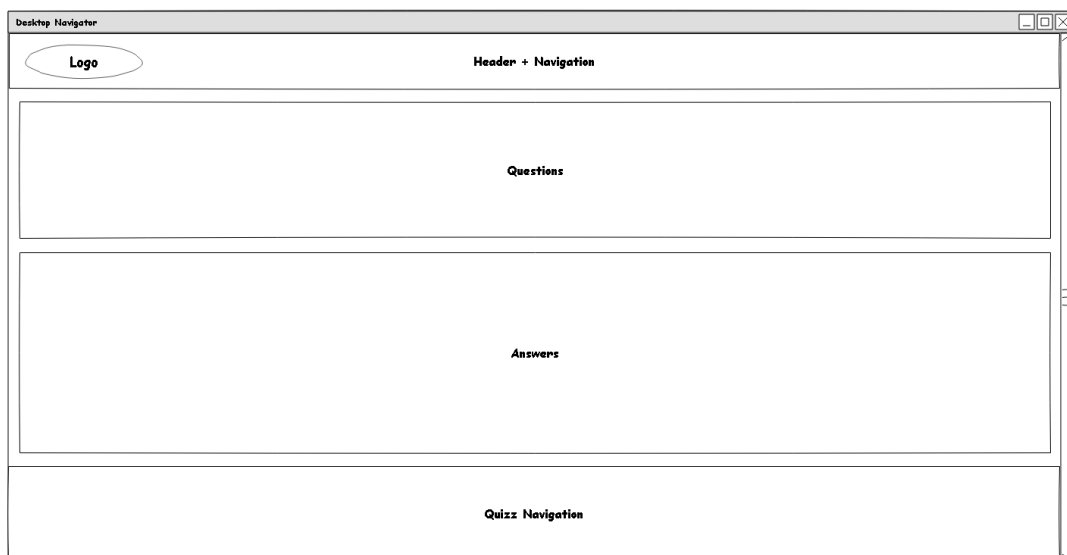 Desktop Navigator
Logo
Header + Navigation
Questions
Answers
Quizz Navigation